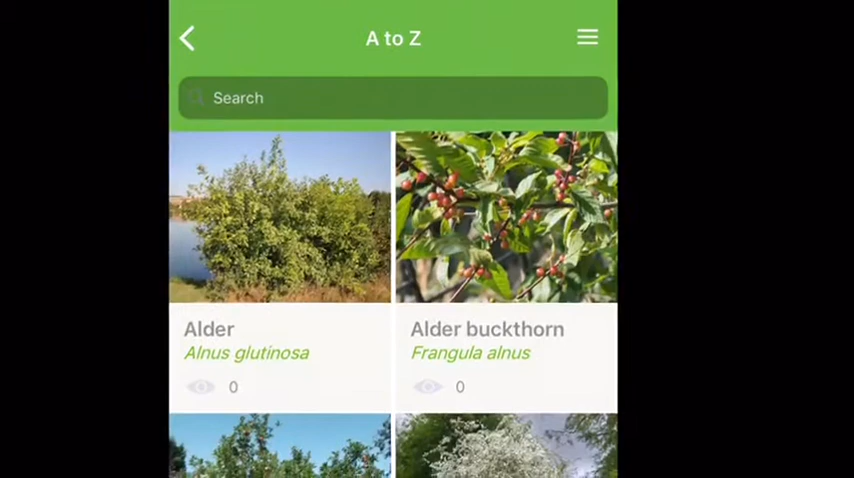 A to Z
Search
Alder
Alnus glutinosa
0
Alder buckthorn
Frangula alnus
0